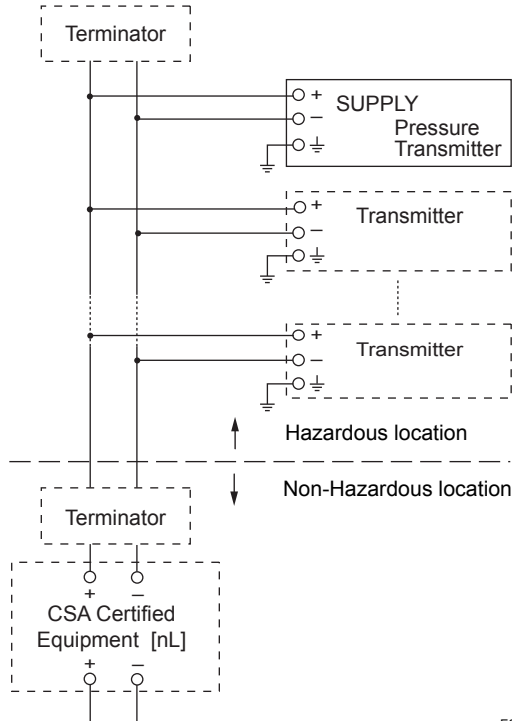 Terminator
+
SUPPLY
−
Pressure
Transmitter
+
Transmitter
−
+
Transmitter
−
Hazardous location
Non-Hazardous location
Terminator
+ −
CSA Certified
Equipment [nL]
+ −